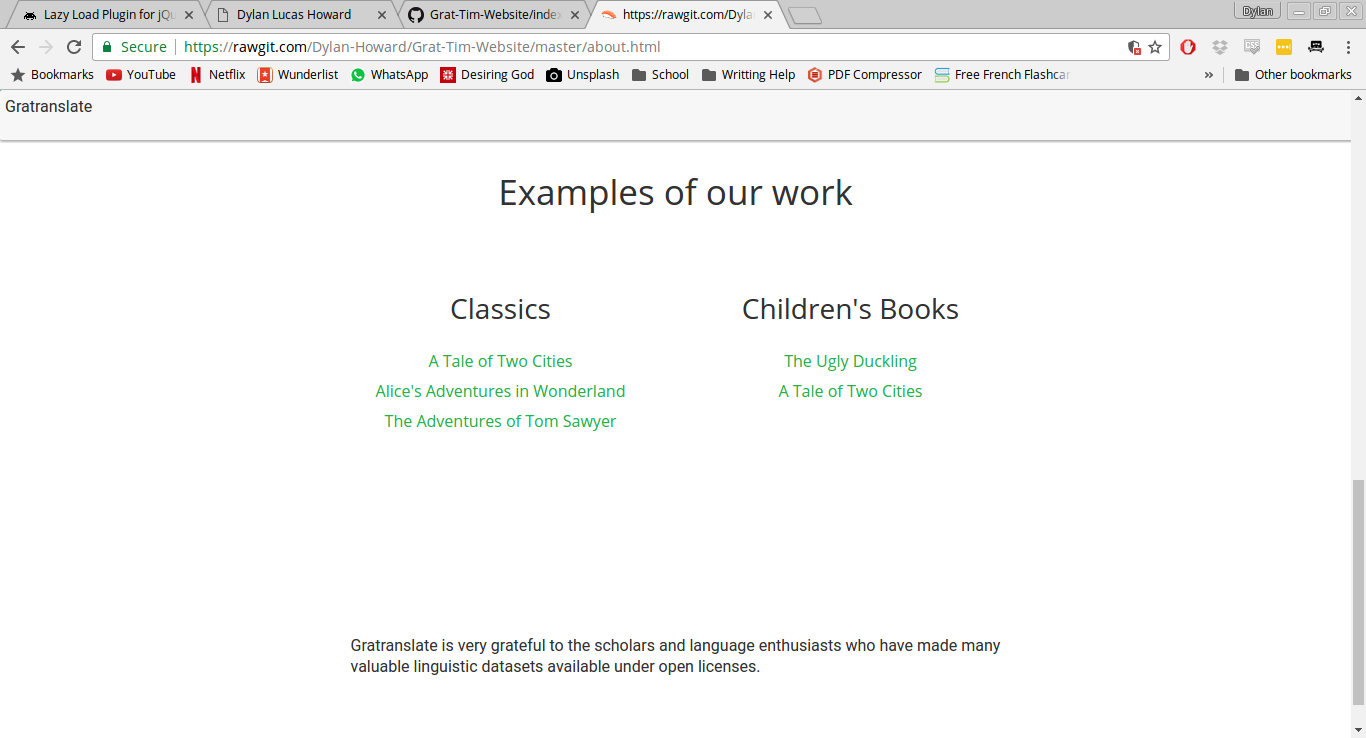 Lazy Load Plugin for jQu
Dylan Lucas Howard
Grat-Tim-Website/index
https://rawgit.com/Dyla
Dylan
Secure
https://rawgit.com/Dylan-Howard/Grat-Tim-Website/master/about.html
Bookmarks
YouTube
Netflix
Wunderlist
WhatsApp
Desiring God
Unsplash
School
Writting Help
PDF Compressor
Free French Flashcar
»
Other bookmarks
Gratranslate
Examples of our work
Classics
A Tale of Two Cities
Alice's Adventures in Wonderland
The Adventures of Tom Sawyer
Children's Books
The Ugly Duckling
A Tale of Two Cities
Gratranslate is very grateful to the scholars and language enthusiasts who have made many
valuable linguistic datasets available under open licenses.